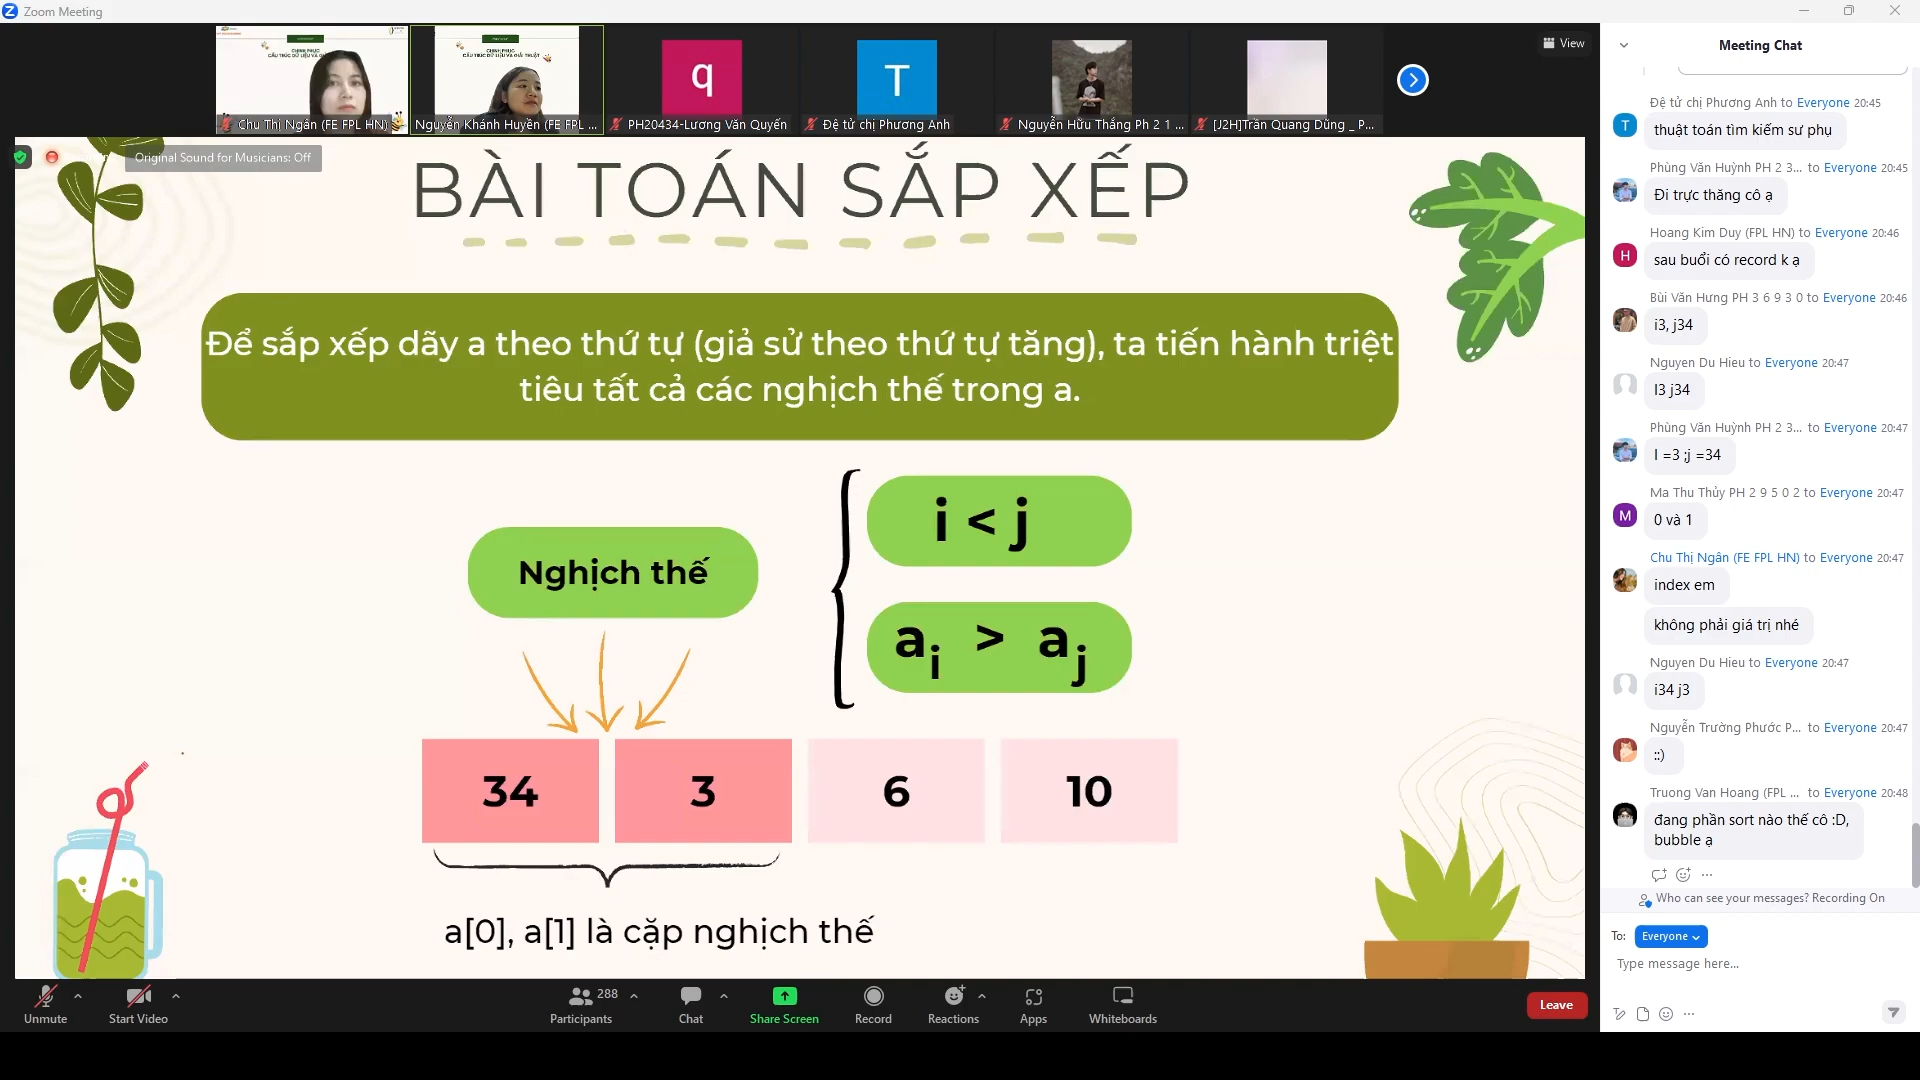 Zoom Meeting
View
CHINH PHỤC
CẤU TRÚC DỮ LIỆU VÀ GIẢI THUẬT
q
T
Chu Thị Ngân (FE FPL HN)
Nguyễn Khánh Huyền (FE FPL ...
PH20434-Lương Văn Quyến
Đệ tử chị Phương Anh
Nguyễn Hữu Thắng Ph 2 1 ...
[J2H]Trần Quang Dũng _ P...
Original Sound for Musicians: Off
BÀI TOÁN SẮP XẾP
Để sắp xếp dãy a theo thứ tự (giả sử theo thứ tự tăng), ta tiến hành triệt
tiêu tất cả các nghịch thế trong a.
Nghịch thế
i < j
ai > aj
34 3 6 10
a[0], a[1] là cặp nghịch thế
Unmute
Start Video
288
Participants
Chat
Share Screen
Record
Reactions
Apps
Whiteboards
Leave
Meeting Chat
Đệ tử chị Phương Anh to Everyone 20:45
T
thuật toán tìm kiếm sư phụ
Phùng Văn Huỳnh PH 2 3... to Everyone 20:45
Đi trực thăng cô ạ
Hoang Kim Duy (FPL HN) to Everyone 20:46
H
sau buổi có record k ạ
Bùi Văn Hưng PH 3 6 9 3 0 to Everyone 20:46
i3, j34
Nguyen Du Hieu to Everyone 20:47
I3 j34
Phùng Văn Huỳnh PH 2 3... to Everyone 20:47
I =3 ;j =34
Ma Thu Thủy PH 2 9 5 0 2 to Everyone 20:47
M
0 và 1
Chu Thị Ngân (FE FPL HN) to Everyone 20:47
index em
không phải giá trị nhé
Nguyen Du Hieu to Everyone 20:47
i34 j3
Nguyễn Trường Phước P... to Everyone 20:47
::)
Truong Van Hoang (FPL ... to Everyone 20:48
đang phần sort nào thế cô :D,
bubble ạ
Who can see your messages? Recording On
To: Everyone
Type message here...